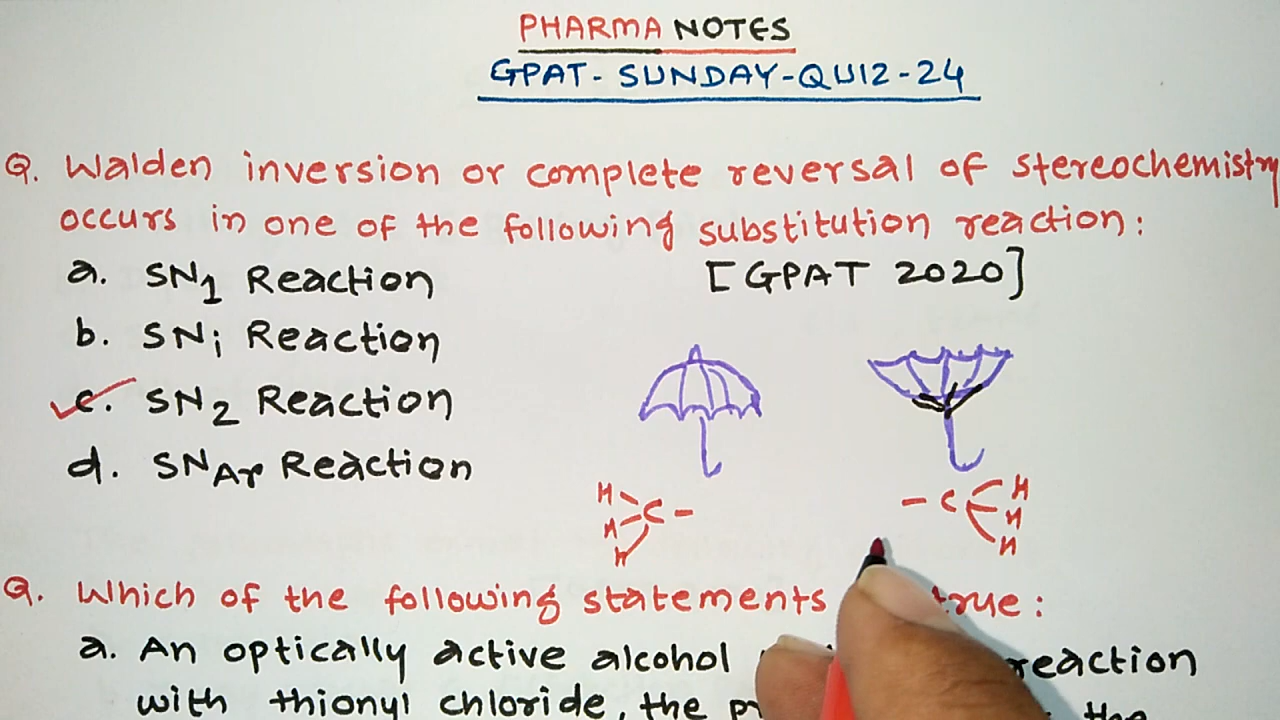 PHARMA NOTES
GPAT- SUNDAY-QUIZ-24
Q. Walden inversion or complete reversal of stereochemistry
occurs in one of the following substitution reaction:
a. SN1 Reaction
[GPAT 2020]
b. SNi Reaction
c. SN2 Reaction
d. SNAr Reaction
H
H
H
C -
- C
H
H
H
Q. Which of the following statements true:
a. An optically active alcohol reaction
with thionyl chloride, the the